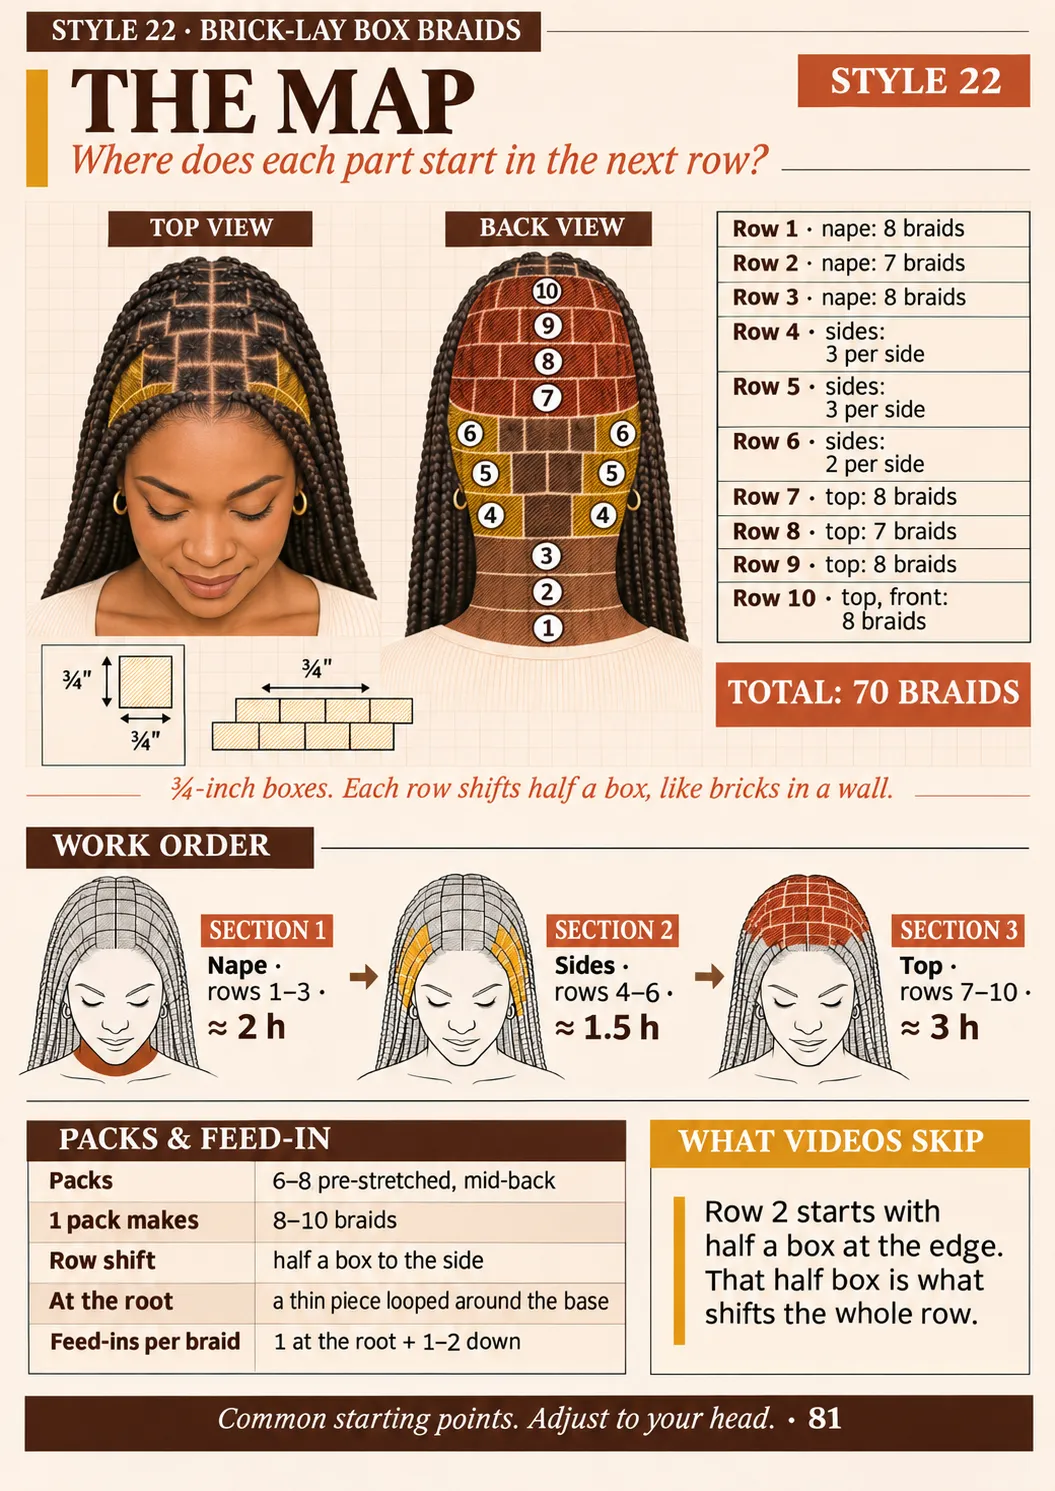 STYLE 22 · BRICK-LAY BOX BRAIDS
THE MAP
STYLE 22
Where does each part start in the next row?
TOP VIEW
BACK VIEW
10
9
8
7
6 6
5 5
4 4
3
2
1
Row 1 · nape: 8 braids
Row 2 · nape: 7 braids
Row 3 · nape: 8 braids
Row 4 · sides:
3 per side
Row 5 · sides:
3 per side
Row 6 · sides:
2 per side
Row 7 · top: 8 braids
Row 8 · top: 7 braids
Row 9 · top: 8 braids
Row 10 · top, front:
8 braids
TOTAL: 70 BRAIDS
¾"
¾"
¾"
¾-inch boxes. Each row shifts half a box, like bricks in a wall.
WORK ORDER
SECTION 1
Nape ·
rows 1–3 ·
≈ 2 h
SECTION 2
Sides ·
rows 4–6 ·
≈ 1.5 h
SECTION 3
Top ·
rows 7–10 ·
≈ 3 h
PACKS & FEED-IN
Packs 6–8 pre-stretched, mid-back
1 pack makes 8–10 braids
Row shift half a box to the side
At the root a thin piece looped around the base
Feed-ins per braid 1 at the root + 1–2 down
WHAT VIDEOS SKIP
Row 2 starts with
half a box at the edge.
That half box is what
shifts the whole row.
Common starting points. Adjust to your head. · 81